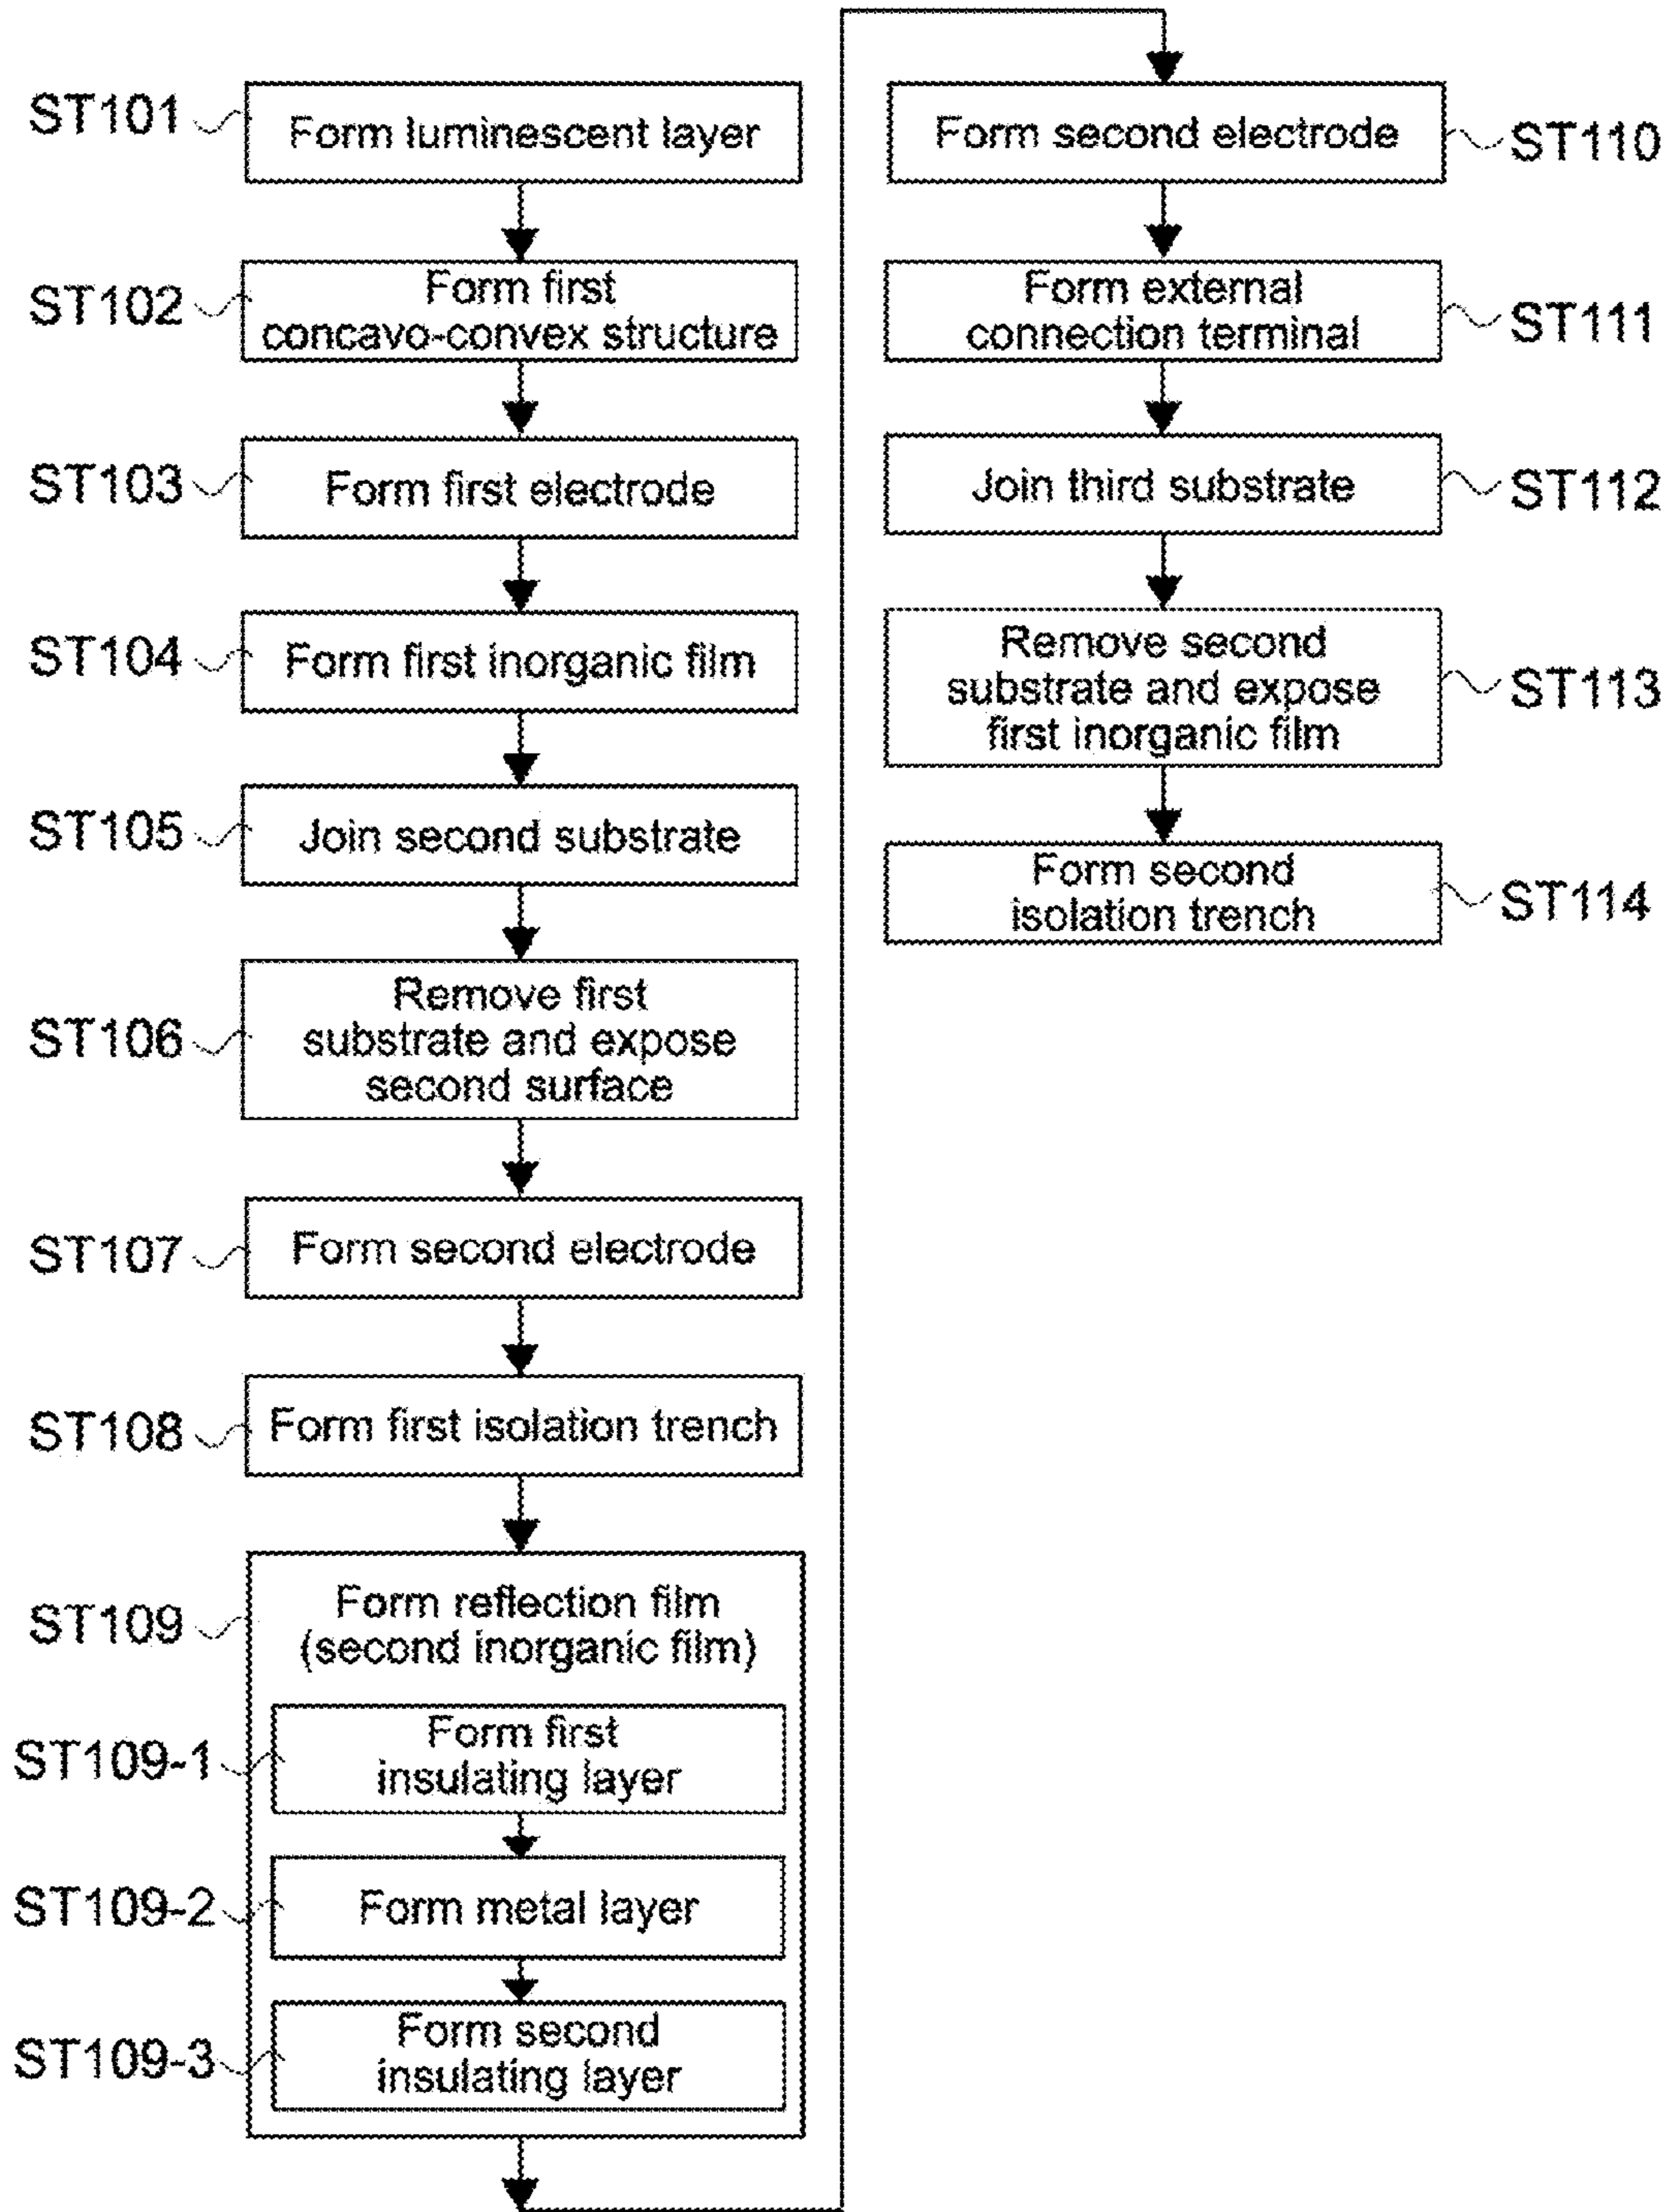 ST101
Form luminescent layer
ST102
Form first
concavo-convex structure
ST103
Form first electrode
ST104
Form first inorganic film
ST105
Join second substrate
ST106
Remove first
substrate and expose
second surface
ST107
Form second electrode
ST108
Form first isolation trench
ST109
Form reflection film
(second inorganic film)
ST109-1
Form first
insulating layer
ST109-2
Form metal layer
ST109-3
Form second
insulating layer
Form second electrode
ST110
Form external
connection terminal
ST111
Join third substrate
ST112
Remove second
substrate and expose
first inorganic film
ST113
Form second
isolation trench
ST114